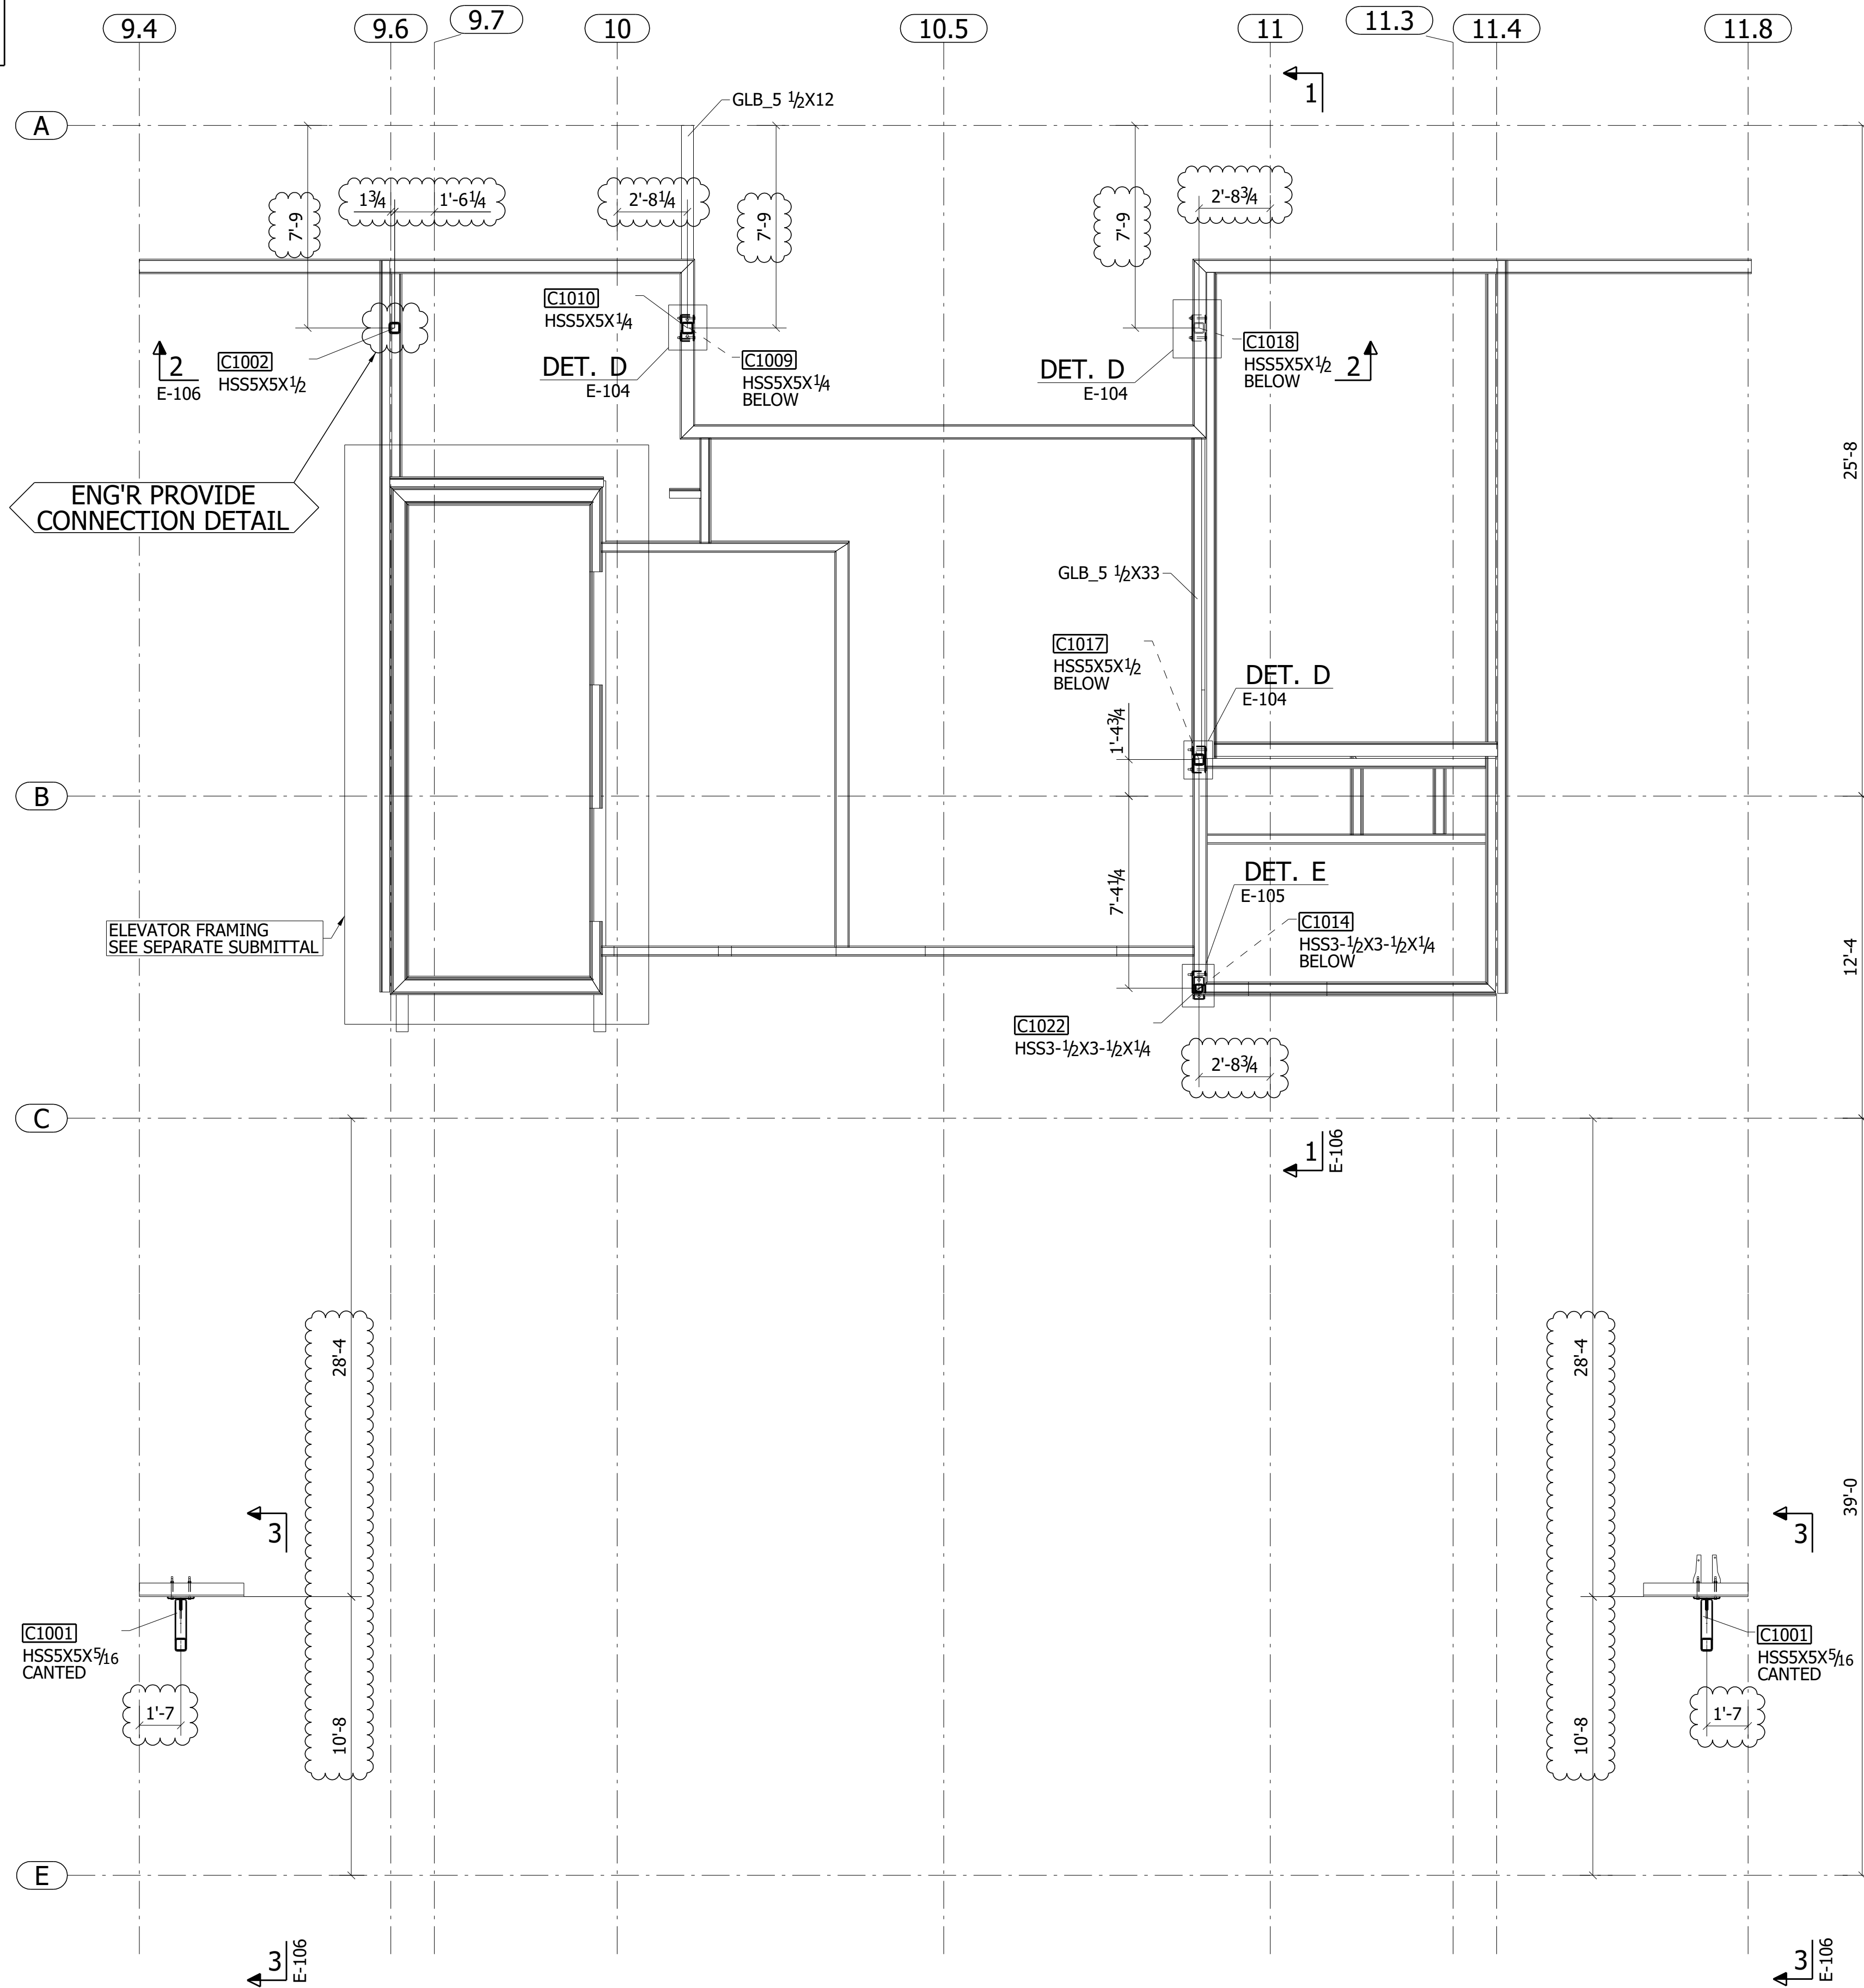 9.4
9.6
9.7
10
10.5
11
11.3
11.4
11.8
1
A
GLB_5 1/2X12
7'-9
1 3/4
1'-6 1/4
2'-8 1/4
7'-9
7'-9
2'-8 3/4
C1010
HSS5X5X1/4
2
E-106
C1002
HSS5X5X1/2
DET. D
E-104
C1009
HSS5X5X1/4
BELOW
DET. D
E-104
C1018
HSS5X5X1/2
BELOW
2
25'-8
ENG'R PROVIDE
CONNECTION DETAIL
GLB_5 1/2X33
C1017
HSS5X5X1/2
BELOW
DET. D
E-104
1'-4 3/4
B
7'-4 1/4
DET. E
E-105
C1014
HSS3-1/2X3-1/2X1/4
BELOW
ELEVATOR FRAMING
SEE SEPARATE SUBMITTAL
12'-4
C1022
HSS3-1/2X3-1/2X1/4
2'-8 3/4
C
1
E-106
28'-4
28'-4
39'-0
3
3
C1001
HSS5X5X5/16
CANTED
C1001
HSS5X5X5/16
CANTED
1'-7
10'-8
10'-8
1'-7
E
3
E-106
3
E-106